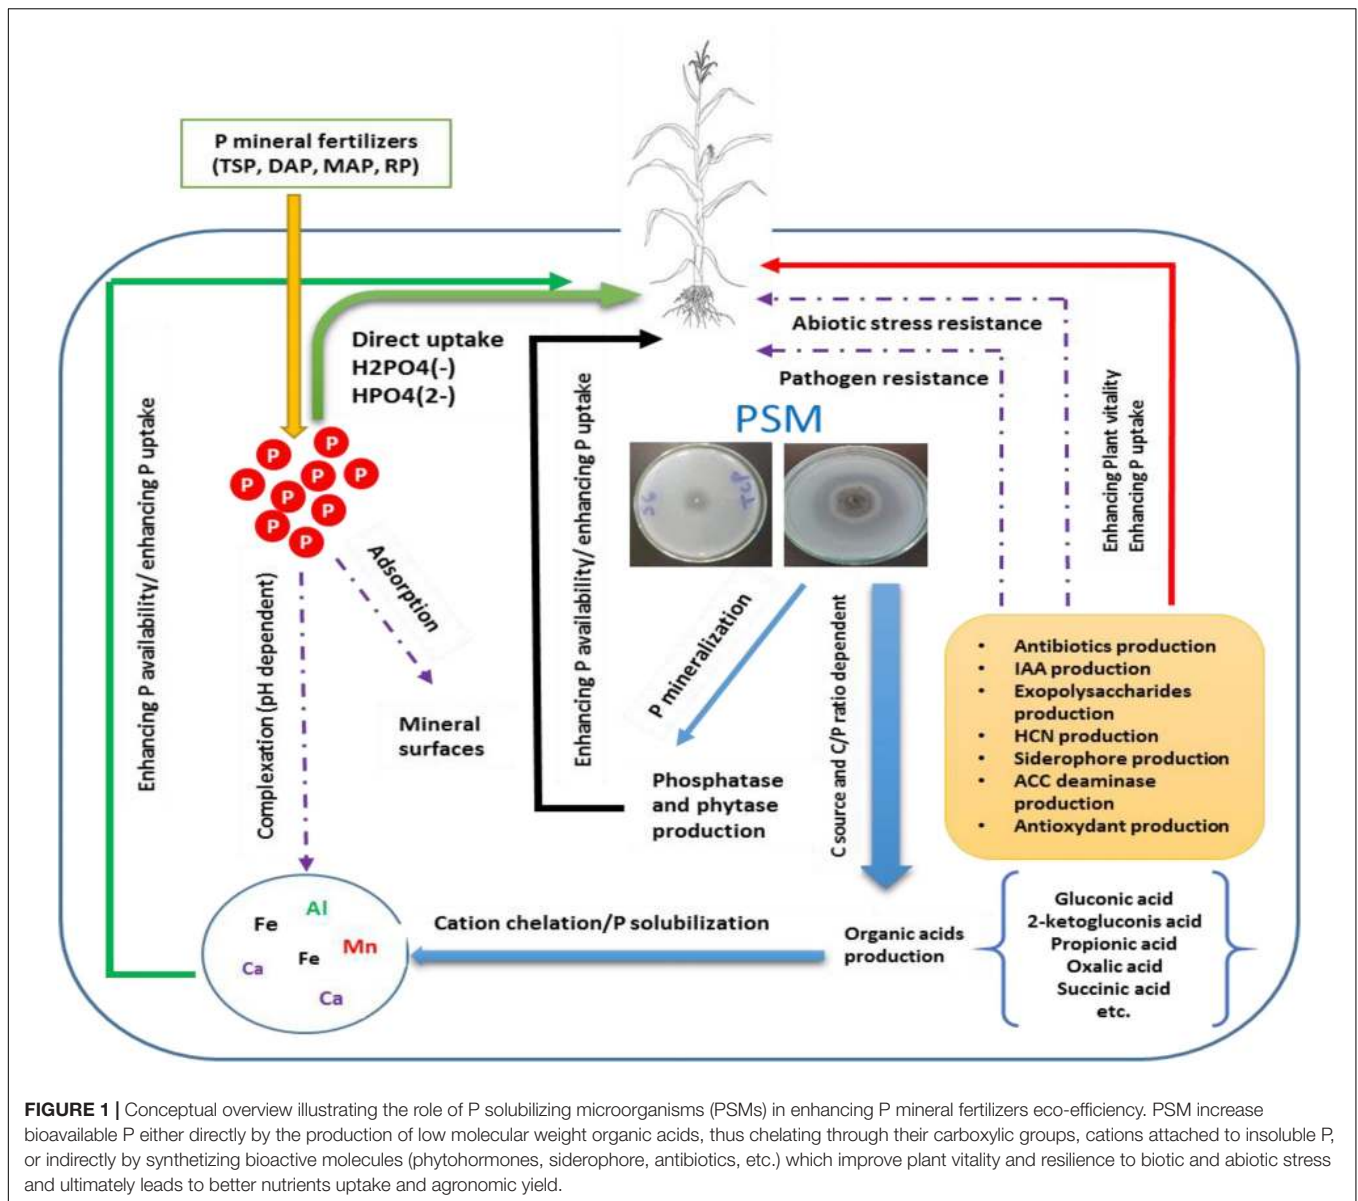 P mineral fertilizers
(TSP, DAP, MAP, RP)
Direct uptake
H2PO4(-)
HPO4(2-)
Abiotic stress resistance
Pathogen resistance
PSM
SC
TCP
P
P
P
P
P
P
P
P
P
Enhancing P availability/ enhancing P uptake
Complexation (pH dependent)
Adsorption
Mineral
surfaces
Enhancing P availability/ enhancing P uptake
P mineralization
Phosphatase
and phytase
production
C source and C/P ratio dependent
Enhancing Plant vitality
Enhancing P uptake
• Antibiotics production
• IAA production
• Exopolysaccharides
production
• HCN production
• Siderophore production
• ACC deaminase
production
• Antioxydant production
Fe
Al
Mn
Fe
Ca
Ca
Cation chelation/P solubilization
Organic acids
production
Gluconic acid
2-ketogluconis acid
Propionic acid
Oxalic acid
Succinic acid
etc.
FIGURE 1 | Conceptual overview illustrating the role of P solubilizing microorganisms (PSMs) in enhancing P mineral fertilizers eco-efficiency. PSM increase
bioavailable P either directly by the production of low molecular weight organic acids, thus chelating through their carboxylic groups, cations attached to insoluble P,
or indirectly by synthetizing bioactive molecules (phytohormones, siderophore, antibiotics, etc.) which improve plant vitality and resilience to biotic and abiotic stress
and ultimately leads to better nutrients uptake and agronomic yield.